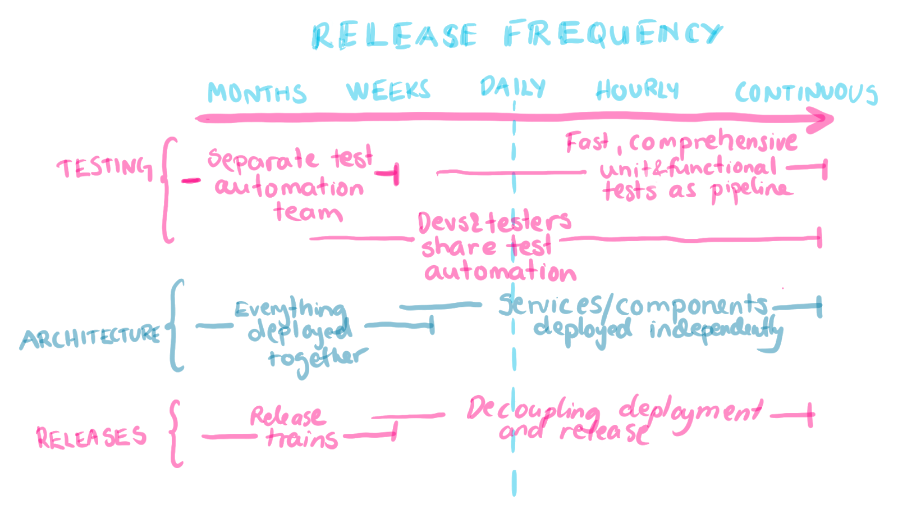 RELEASE FREQUENCY
MONTHS WEEKS DAILY HOURLY CONTINUOUS
TESTING
Separate test
automation
team
Fast, comprehensive
unit&functional
tests as pipeline
Devs&testers
share test
automation
ARCHITECTURE
Everything
deployed
together
Services/components
deployed independently
RELEASES
Release
trains
Decoupling deployment
and release